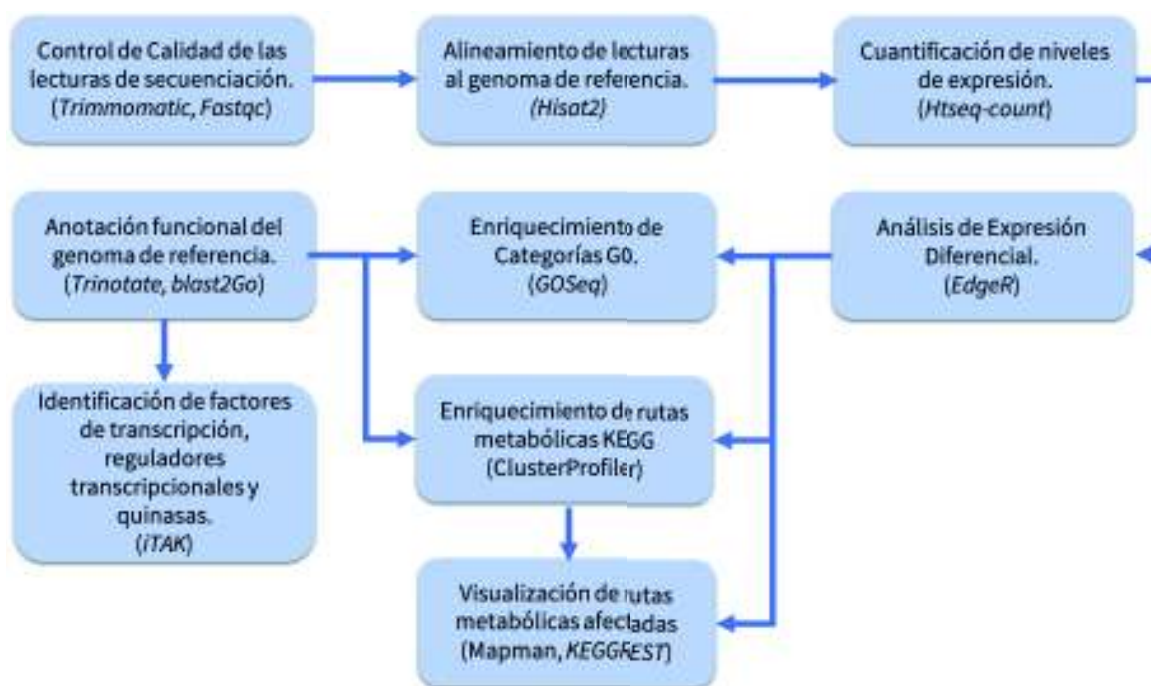 Control de Calidad de las
lecturas de secuenciación.
(Trimmomatic, Fastqc)
Alineamiento de lecturas
al genoma de referencia.
(Hisat2)
Cuantificación de niveles
de expresión.
(Htseq-count)
Anotación funcional del
genoma de referencia.
(Trinotate, blast2Go)
Enriquecimiento de
Categorías GO.
(GOSeq)
Análisis de Expresión
Diferencial.
(EdgeR)
Identificación de factores
de transcripción,
reguladores
transcripcionales y
quinasas.
(iTAK)
Enriquecimiento de rutas
metabólicas KEGG
(ClusterProfiler)
Visualización de rutas
metabólicas afectadas
(Mapman, KEGGREST)